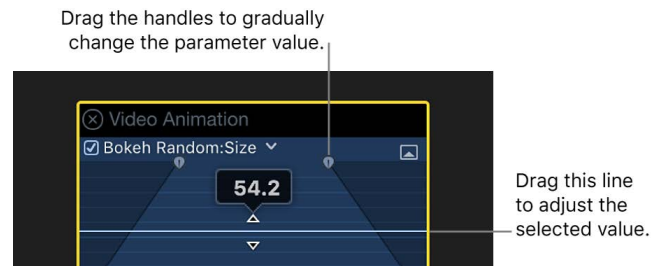 Drag the handles to gradually
change the parameter value.
Video Animation
Bokeh Random:Size
54.2
Drag this line
to adjust the
selected value.